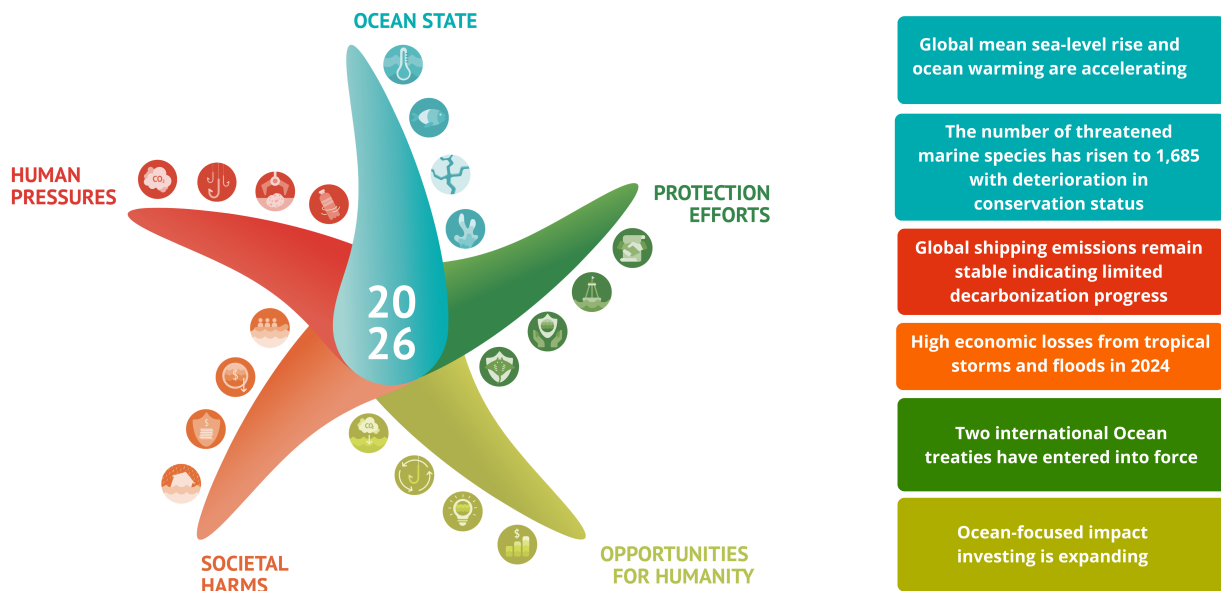 OCEAN STATE
HUMAN
PRESSURES
CO₂
PROTECTION
EFFORTS
20
26
$
$
CO₂
$
SOCIETAL
HARMS
OPPORTUNITIES
FOR HUMANITY
Global mean sea-level rise and
ocean warming are accelerating
The number of threatened
marine species has risen to 1,685
with deterioration in
conservation status
Global shipping emissions remain
stable indicating limited
decarbonization progress
High economic losses from tropical
storms and floods in 2024
Two international Ocean
treaties have entered into force
Ocean-focused impact
investing is expanding